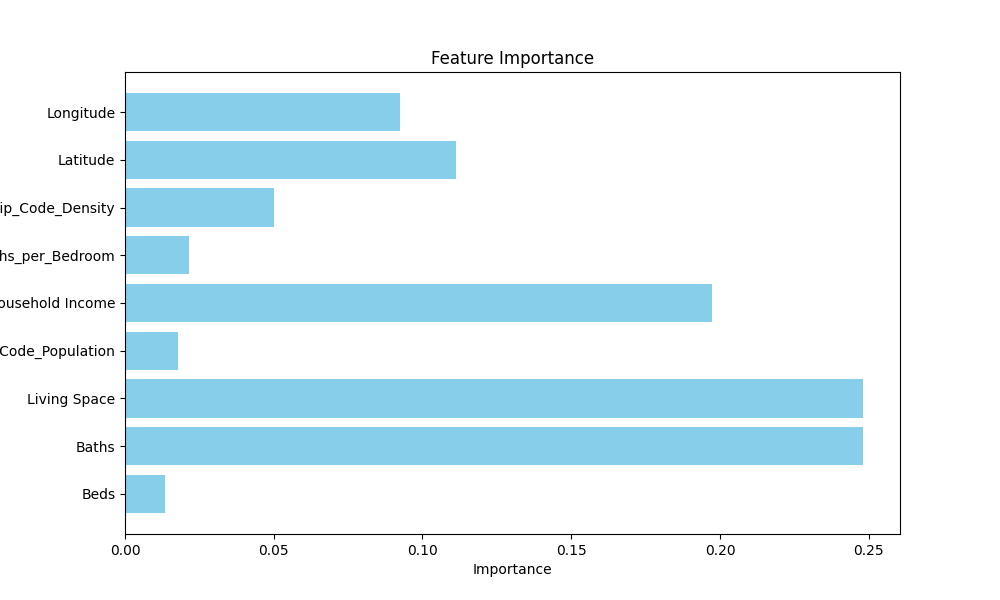 Feature Importance
Longitude
Latitude
ip_Code_Density
hs_per_Bedroom
ousehold Income
Code_Population
Living Space
Baths
Beds
0.00 0.05 0.10 0.15 0.20 0.25
Importance